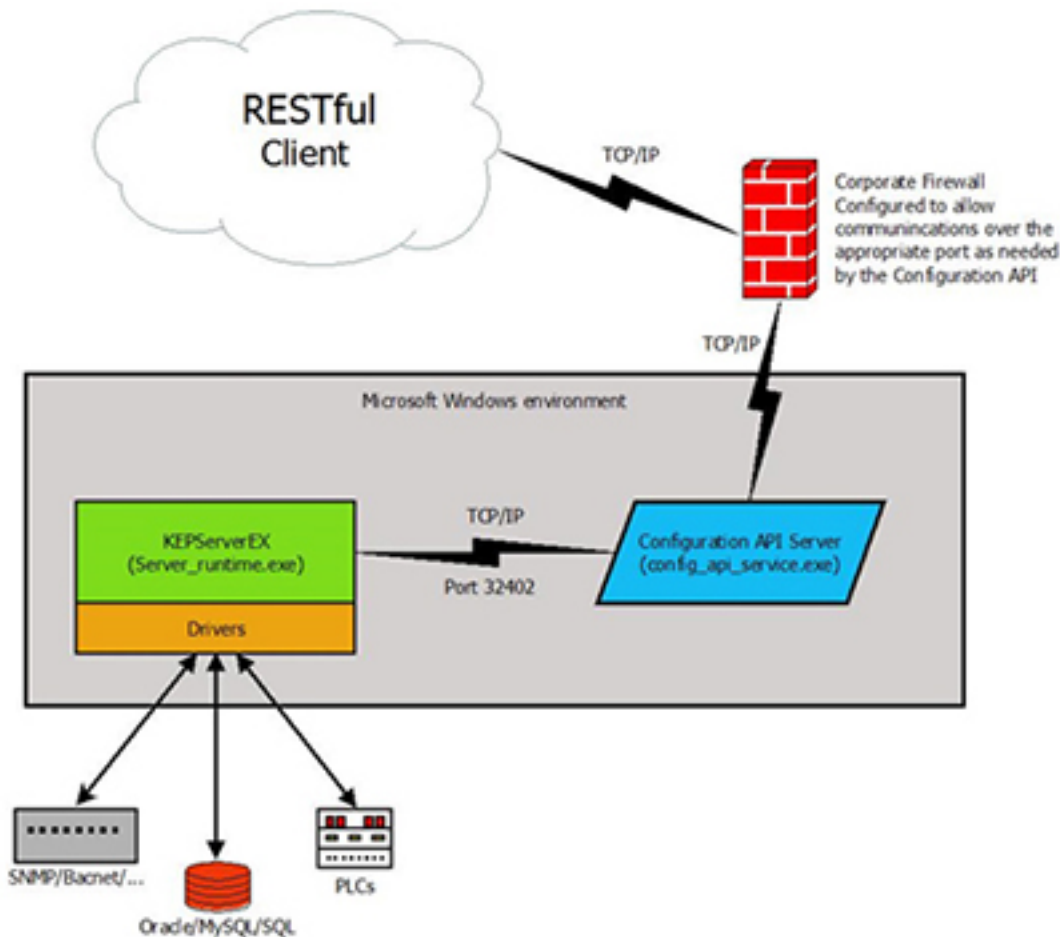 RESTful
Client
TCP/IP
Corporate Firewall
Configured to allow
communincations over the
appropriate port as needed
by the Configuration API
TCP/IP
Microsoft Windows environment
KEPServerEX
(Server_runtime.exe)
TCP/IP
Port 32402
Configuration API Server
(config_api_service.exe)
Drivers
SNMP/Bacnet/...
PLCs
Oracle/MySQL/SQL